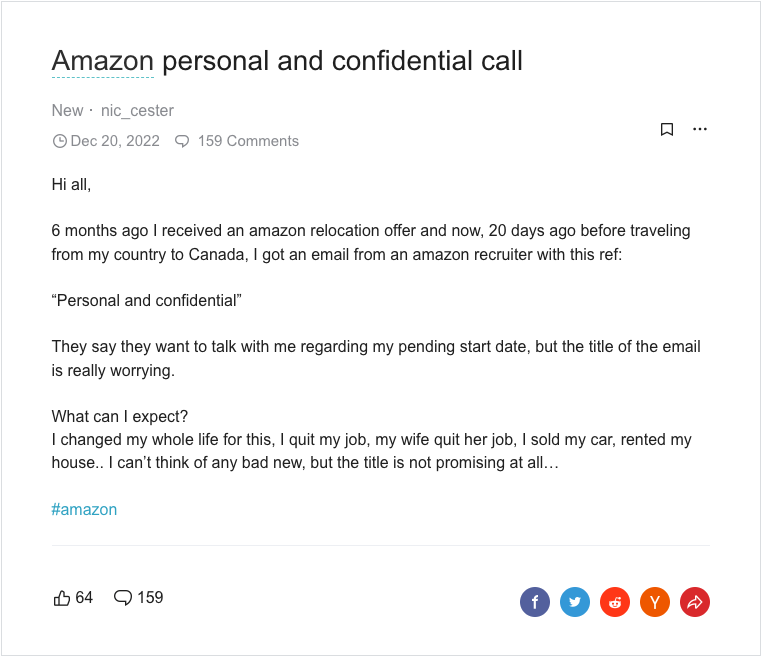 Amazon personal and confidential call
New · nic_cester
Dec 20, 2022 159 Comments
Hi all,
6 months ago I received an amazon relocation offer and now, 20 days ago before traveling
from my country to Canada, I got an email from an amazon recruiter with this ref:
“Personal and confidential”
They say they want to talk with me regarding my pending start date, but the title of the email
is really worrying.
What can I expect?
I changed my whole life for this, I quit my job, my wife quit her job, I sold my car, rented my
house.. I can’t think of any bad new, but the title is not promising at all…
#amazon
64 159 f Y